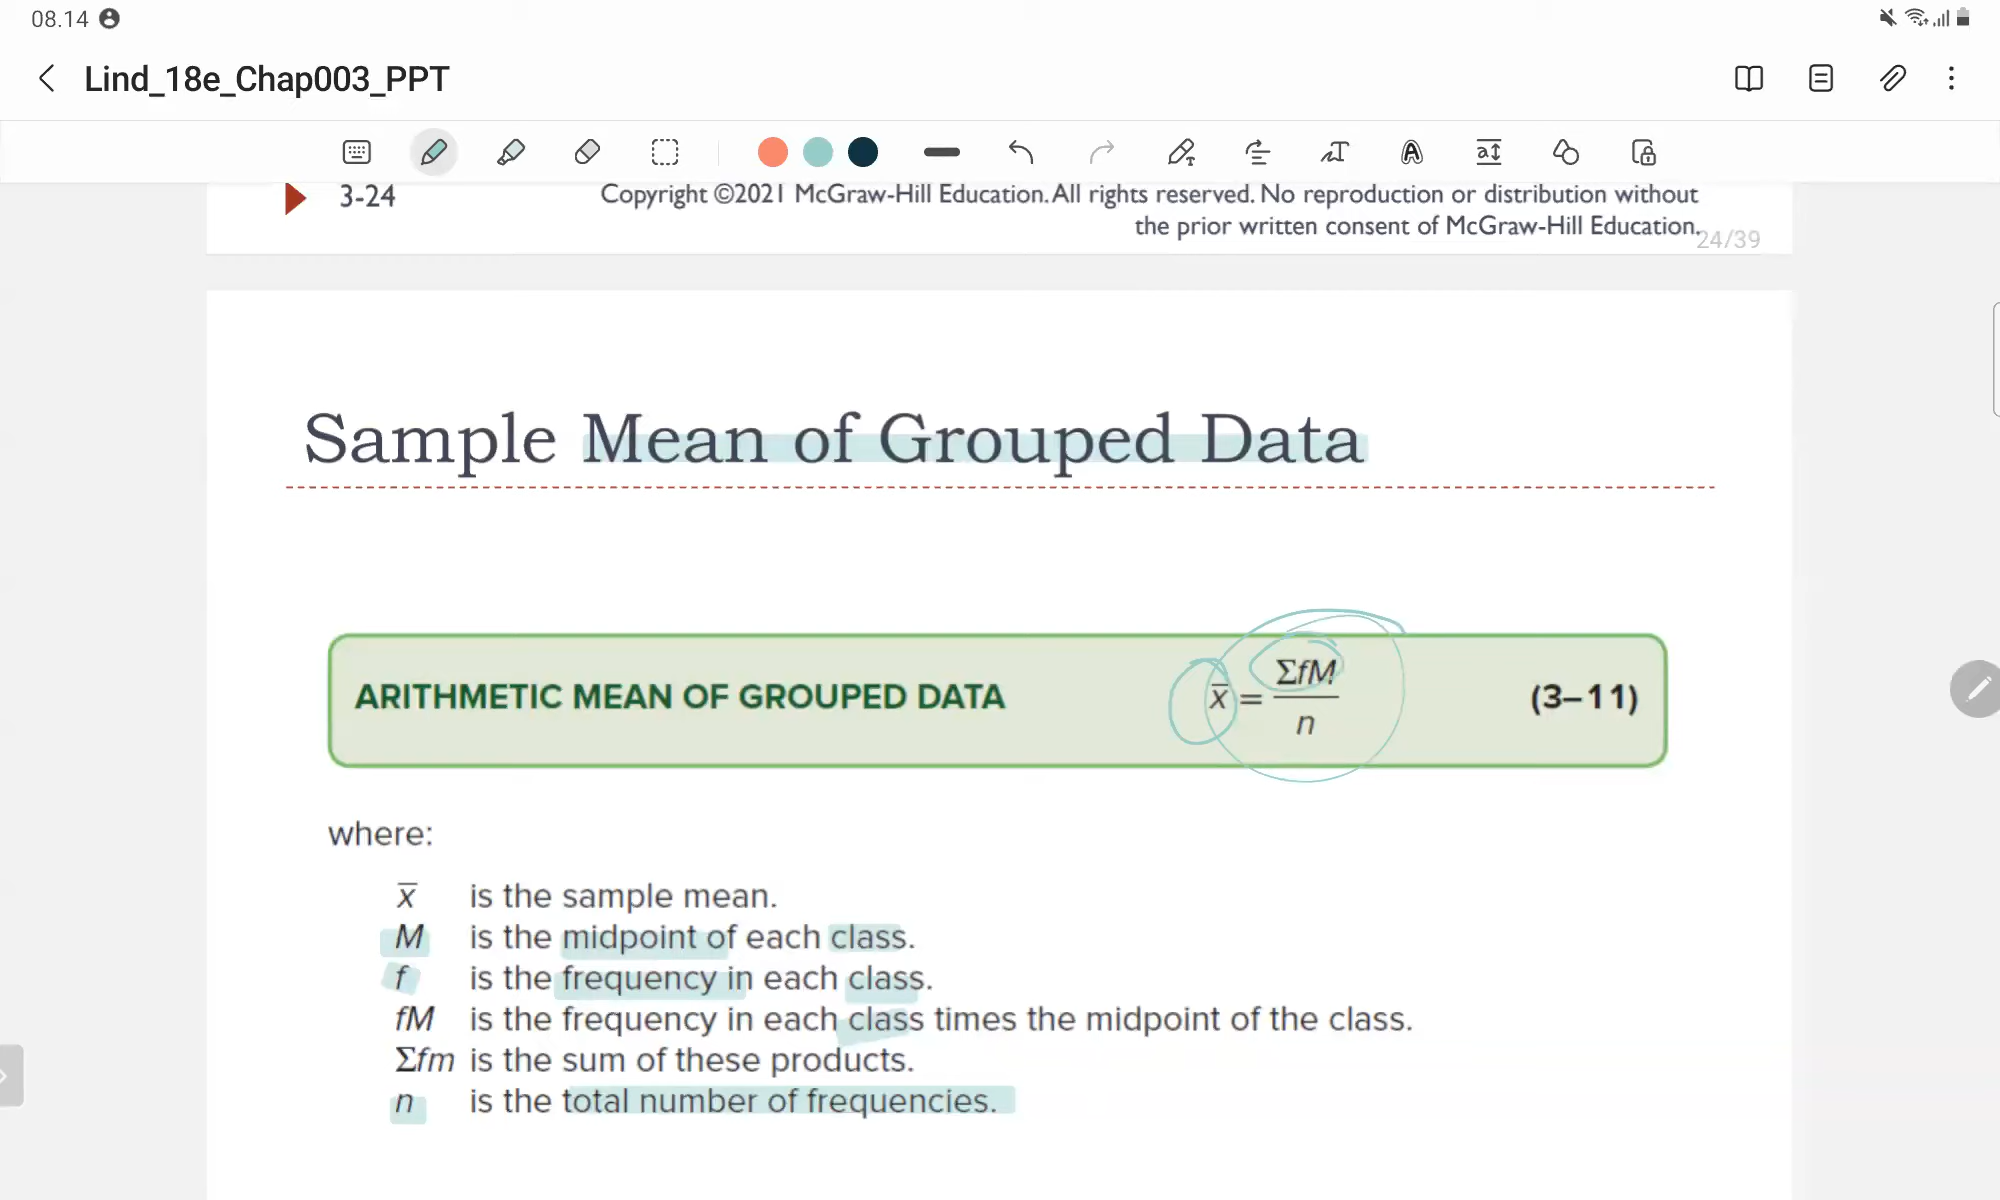 08.14
Lind_18e_Chap003_PPT
3-24
Copyright ©2021 McGraw-Hill Education. All rights reserved. No reproduction or distribution without
the prior written consent of McGraw-Hill Education.
24/39
Sample Mean of Grouped Data
ARITHMETIC MEAN OF GROUPED DATA x̄ = ΣfM / n (3–11)
where:
x̄ is the sample mean.
M is the midpoint of each class.
f is the frequency in each class.
fM is the frequency in each class times the midpoint of the class.
Σfm is the sum of these products.
n is the total number of frequencies.